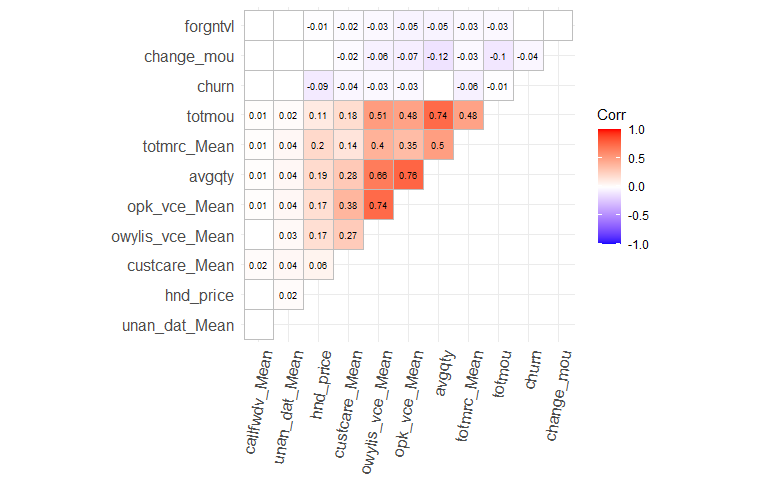 forgntvl -0.01 -0.02 -0.03 -0.05 -0.05 -0.03 -0.03
change_mou -0.02 -0.06 -0.07 -0.12 -0.03 -0.1 -0.04
churn -0.09 -0.04 -0.03 -0.03 -0.06 -0.01
totmou 0.01 0.02 0.11 0.18 0.51 0.48 0.74 0.48
totmrc_Mean 0.01 0.04 0.2 0.14 0.4 0.35 0.5
avgqty 0.01 0.04 0.19 0.28 0.66 0.76
opk_vce_Mean 0.01 0.04 0.17 0.38 0.74
owylis_vce_Mean 0.03 0.17 0.27
custcare_Mean 0.02 0.04 0.06
hnd_price 0.02
unan_dat_Mean
callfwdv_Mean
unan_dat_Mean
hnd_price
custcare_Mean
owylis_vce_Mean
opk_vce_Mean
avgqty
totmrc_Mean
totmou
churn
change_mou
Corr
1.0
0.5
0.0
-0.5
-1.0